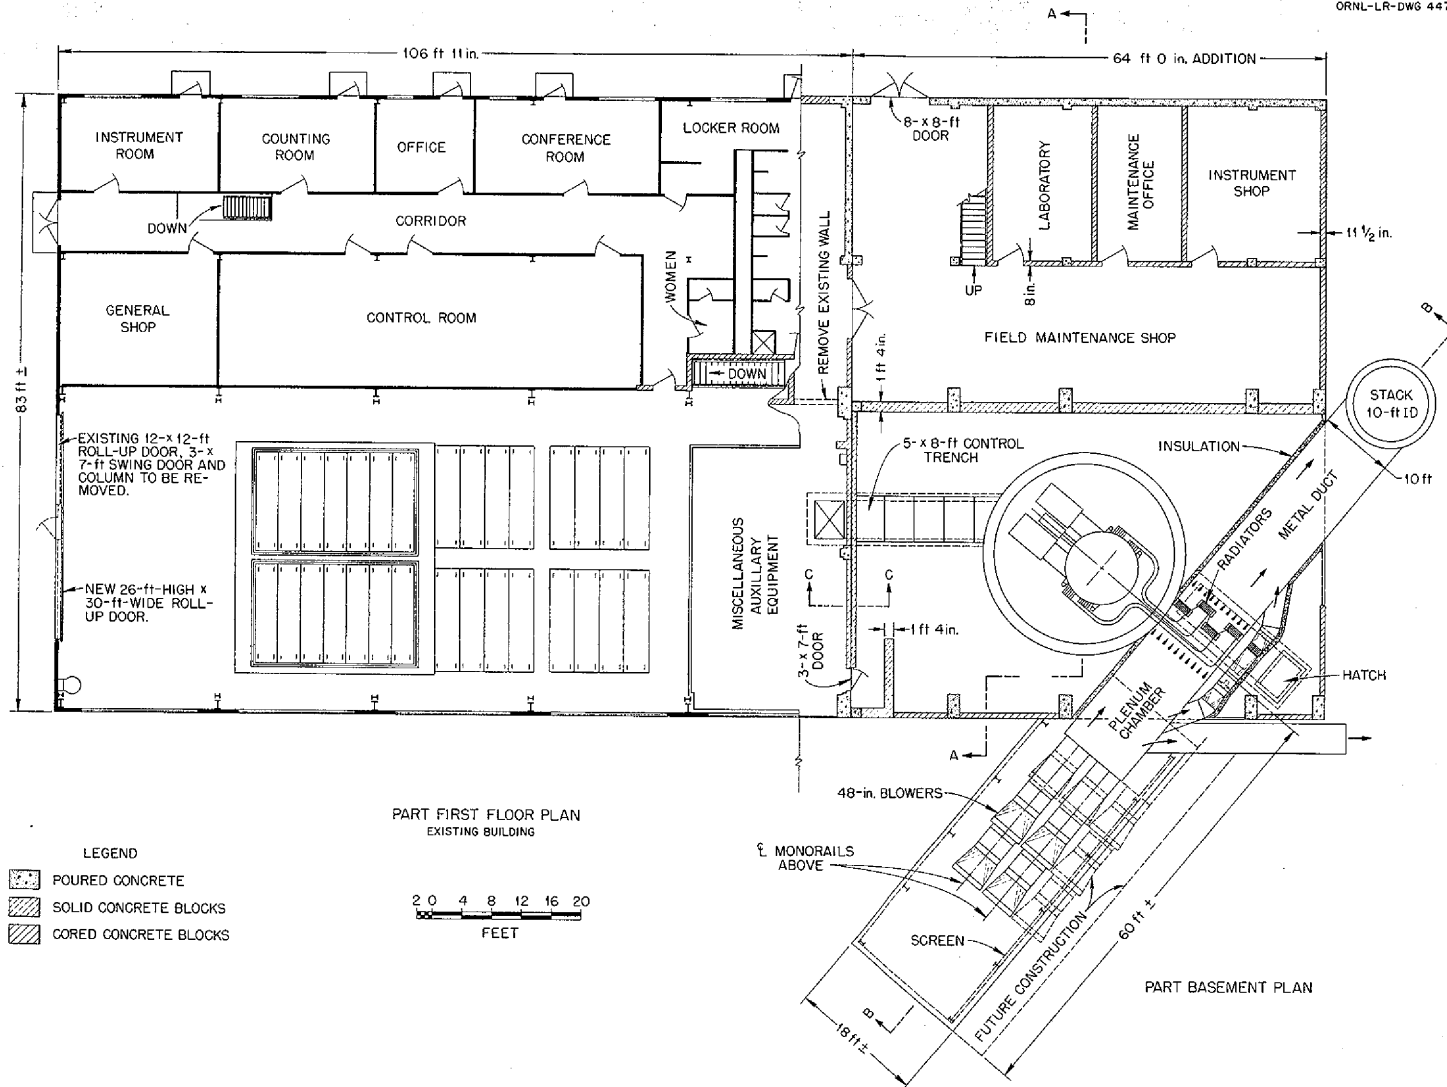 ORNL-LR-DWG 447
A
106 ft 11 in.
64 ft 0 in. ADDITION
INSTRUMENT
ROOM
COUNTING
ROOM
OFFICE
CONFERENCE
ROOM
LOCKER ROOM
8- x 8-ft
DOOR
LABORATORY
MAINTENANCE
OFFICE
INSTRUMENT
SHOP
DOWN
CORRIDOR
11 1/2 in.
WOMEN
REMOVE EXISTING WALL
UP
8 in.
GENERAL
SHOP
CONTROL ROOM
FIELD MAINTENANCE SHOP
B
83 ft ±
DOWN
1 ft 4 in.
STACK
10-ft ID
EXISTING 12-x 12-ft
ROLL-UP DOOR, 3- x
7-ft SWING DOOR AND
COLUMN TO BE RE-
MOVED.
5- x 8-ft CONTROL
TRENCH
INSULATION
10 ft
METAL DUCT
RADIATORS
MISCELLANEOUS
AUXILLARY
EQUIPMENT
C
C
NEW 26-ft-HIGH x
30-ft-WIDE ROLL-
UP DOOR.
1 ft 4 in.
3- x 7-ft
DOOR
HATCH
PLENUM
CHAMBER
A
48-in. BLOWERS
PART FIRST FLOOR PLAN
EXISTING BUILDING
℄ MONORAILS
ABOVE
LEGEND
POURED CONCRETE
SOLID CONCRETE BLOCKS
CORED CONCRETE BLOCKS
2 0 4 8 12 16 20
FEET
SCREEN
FUTURE CONSTRUCTION
60 ft ±
PART BASEMENT PLAN
B
18 ft ±